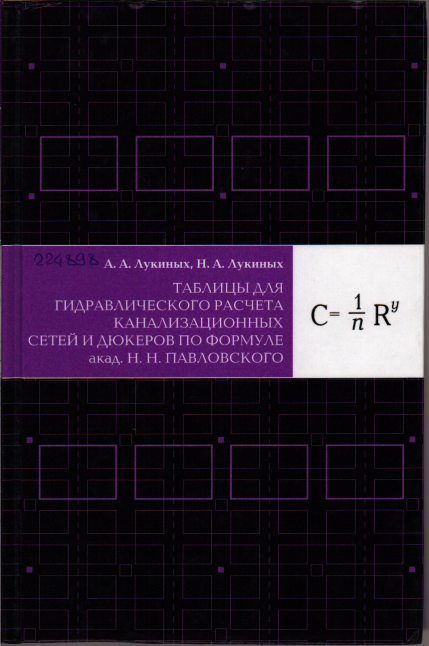 224898
А. А. Лукиных, Н. А. Лукиных
ТАБЛИЦЫ ДЛЯ
ГИДРАВЛИЧЕСКОГО РАСЧЕТА
КАНАЛИЗАЦИОННЫХ
СЕТЕЙ И ДЮКЕРОВ ПО ФОРМУЛЕ
акад. Н. Н. ПАВЛОВСКОГО
C= 1/n R^y